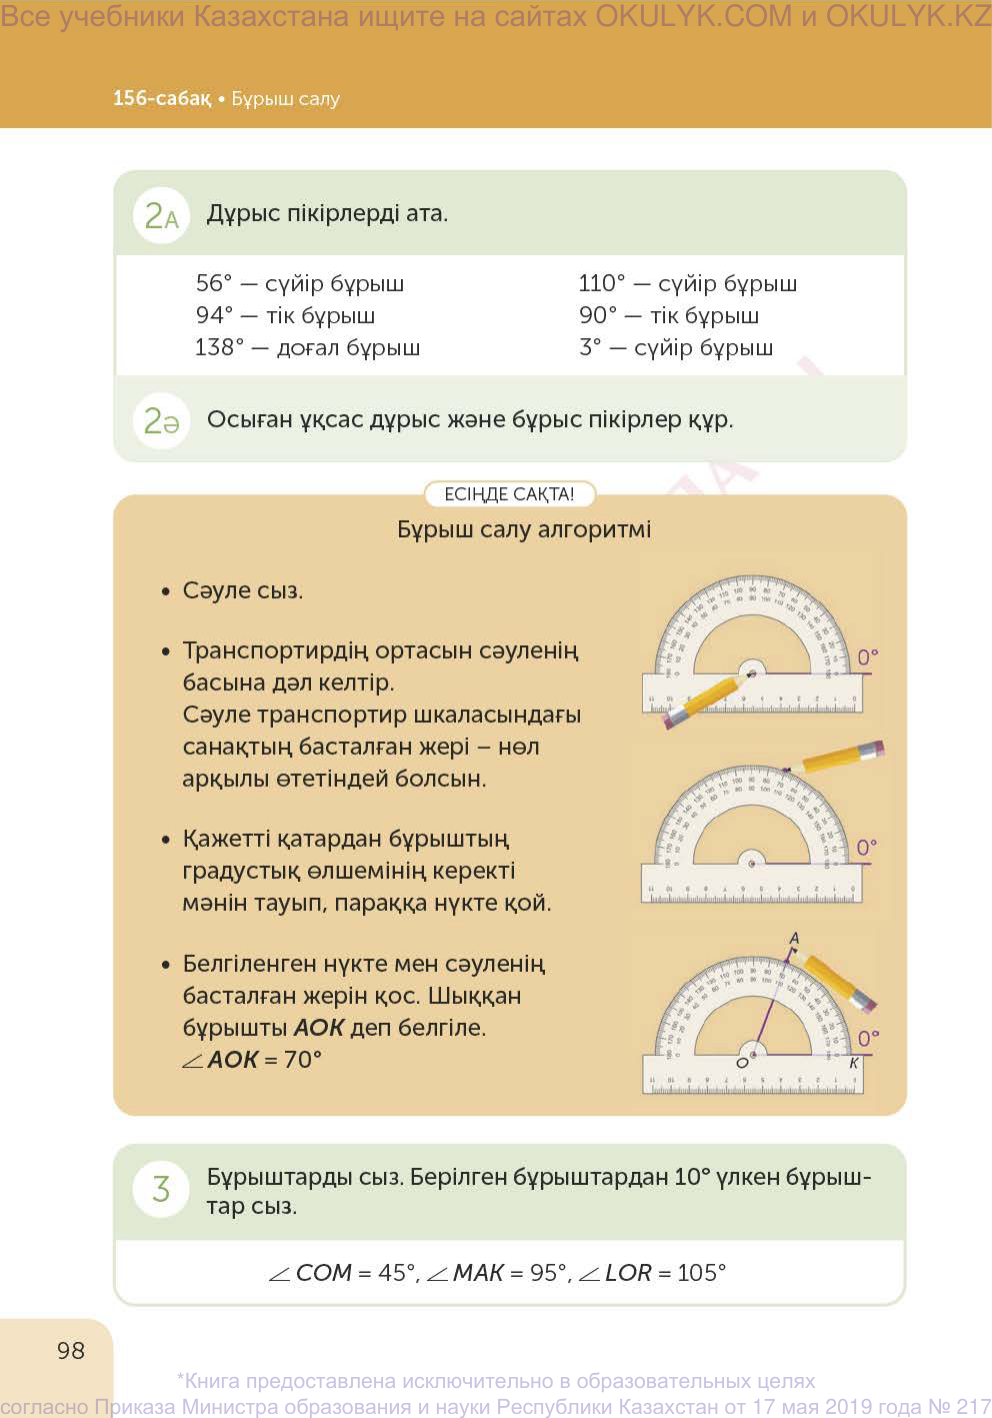 Все учебники Казахстана ищите на сайтах OKULYK.COM и OKULYK.KZ
156-сабақ • Бұрыш салу
2А Дұрыс пікірлерді ата.
56° — сүйір бұрыш
94° — тік бұрыш
138° — доғал бұрыш
110° — сүйір бұрыш
90° — тік бұрыш
3° — сүйір бұрыш
2ә Осыған ұқсас дұрыс және бұрыс пікірлер құр.
ЕСІҢДЕ САҚТА!
Бұрыш салу алгоритмі
• Сәуле сыз.
• Транспортирдің ортасын сәуленің
басына дәл келтір.
Сәуле транспортир шкаласындағы
санақтың басталған жері – нөл
арқылы өтетіндей болсын.
• Қажетті қатардан бұрыштың
градустық өлшемінің керекті
мәнін тауып, параққа нүкте қой.
• Белгіленген нүкте мен сәуленің
басталған жерін қос. Шыққан
бұрышты АОК деп белгіле.
∠ АОК = 70°
0°
0°
A
0°
O
K
3 Бұрыштарды сыз. Берілген бұрыштардан 10° үлкен бұрыш-
тар сыз.
∠ COM = 45°, ∠ MAK = 95°, ∠ LOR = 105°
98
*Книга предоставлена исключительно в образовательных целях
согласно Приказа Министра образования и науки Республики Казахстан от 17 мая 2019 года № 217